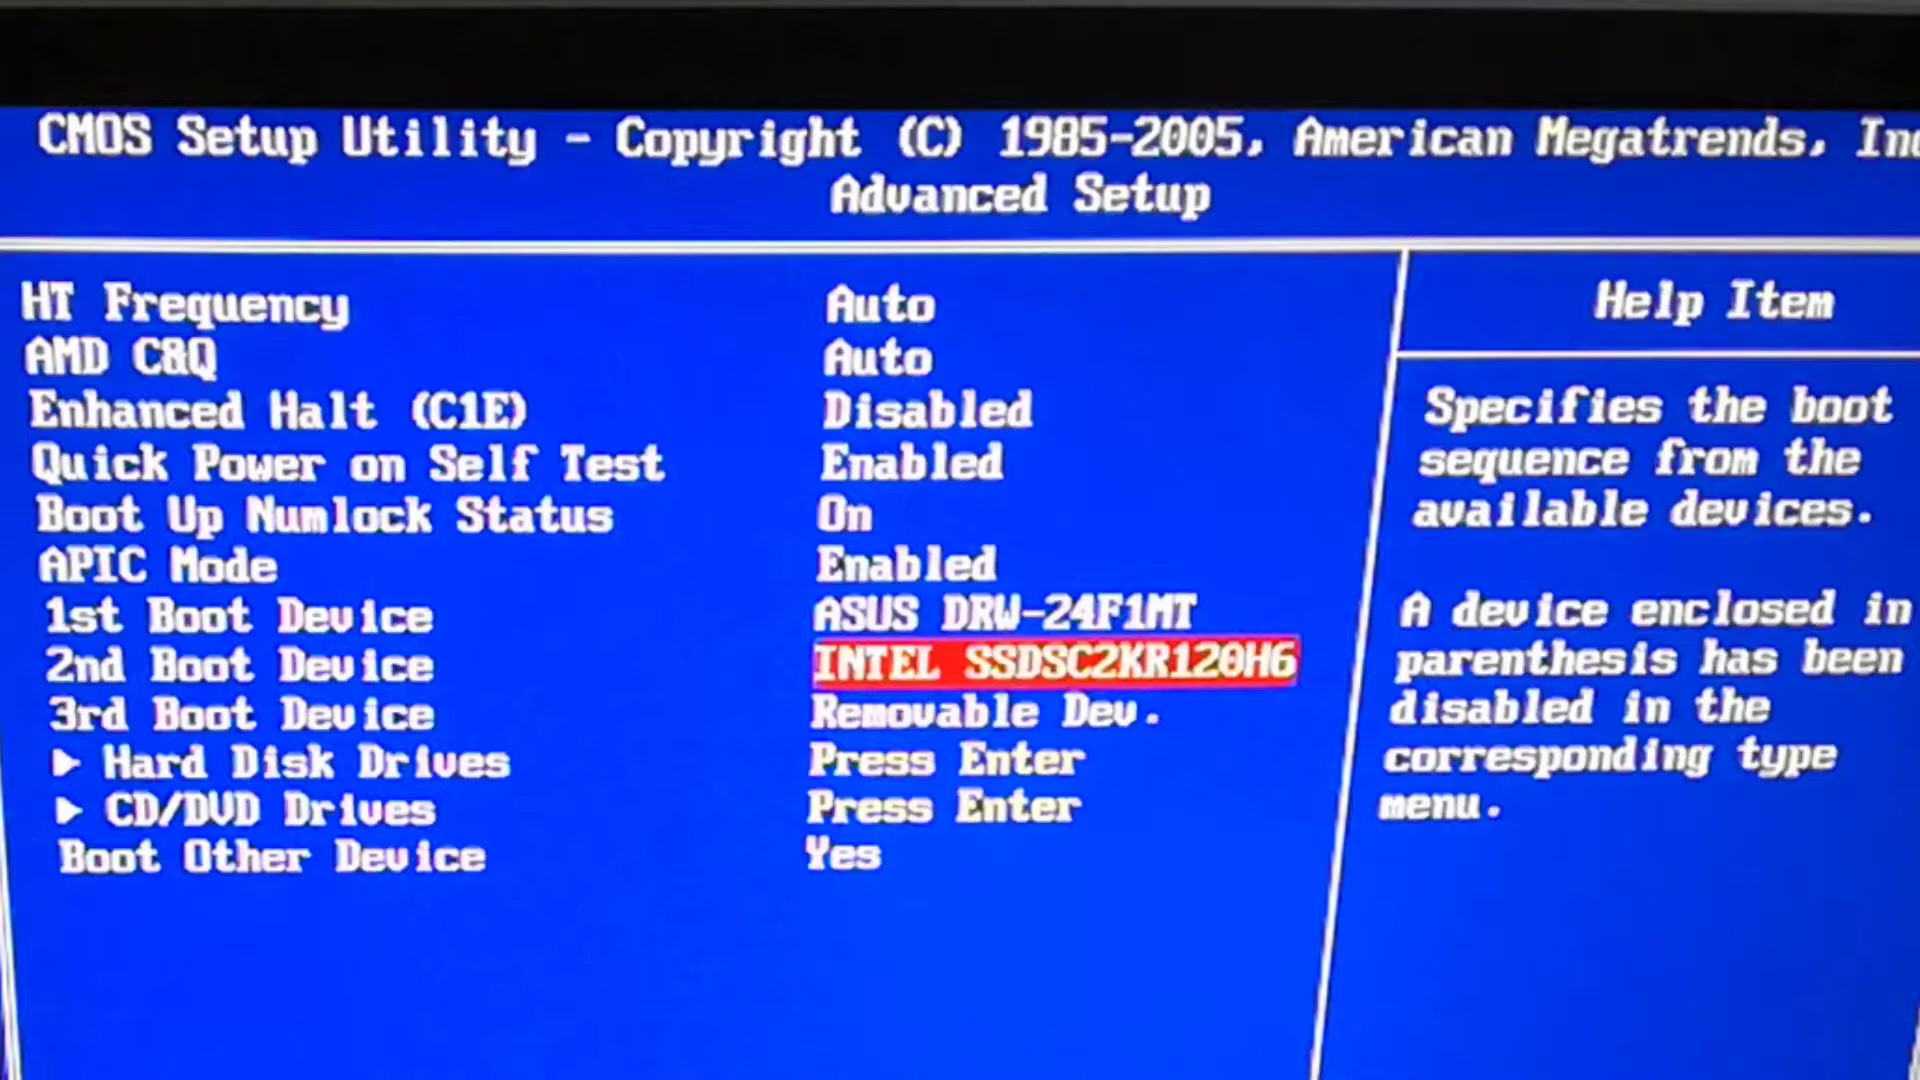 CMOS Setup Utility - Copyright (C) 1985-2005, American Megatrends, Inc
Advanced Setup
HT Frequency Auto
AMD C&Q Auto
Enhanced Halt (C1E) Disabled
Quick Power on Self Test Enabled
Boot Up Numlock Status On
APIC Mode Enabled
1st Boot Device ASUS DRW-24F1MT
2nd Boot Device INTEL SSDSC2KR120H6
3rd Boot Device Removable Dev.
► Hard Disk Drives Press Enter
► CD/DVD Drives Press Enter
Boot Other Device Yes
Help Item
Specifies the boot
sequence from the
available devices.
A device enclosed in
parenthesis has been
disabled in the
corresponding type
menu.